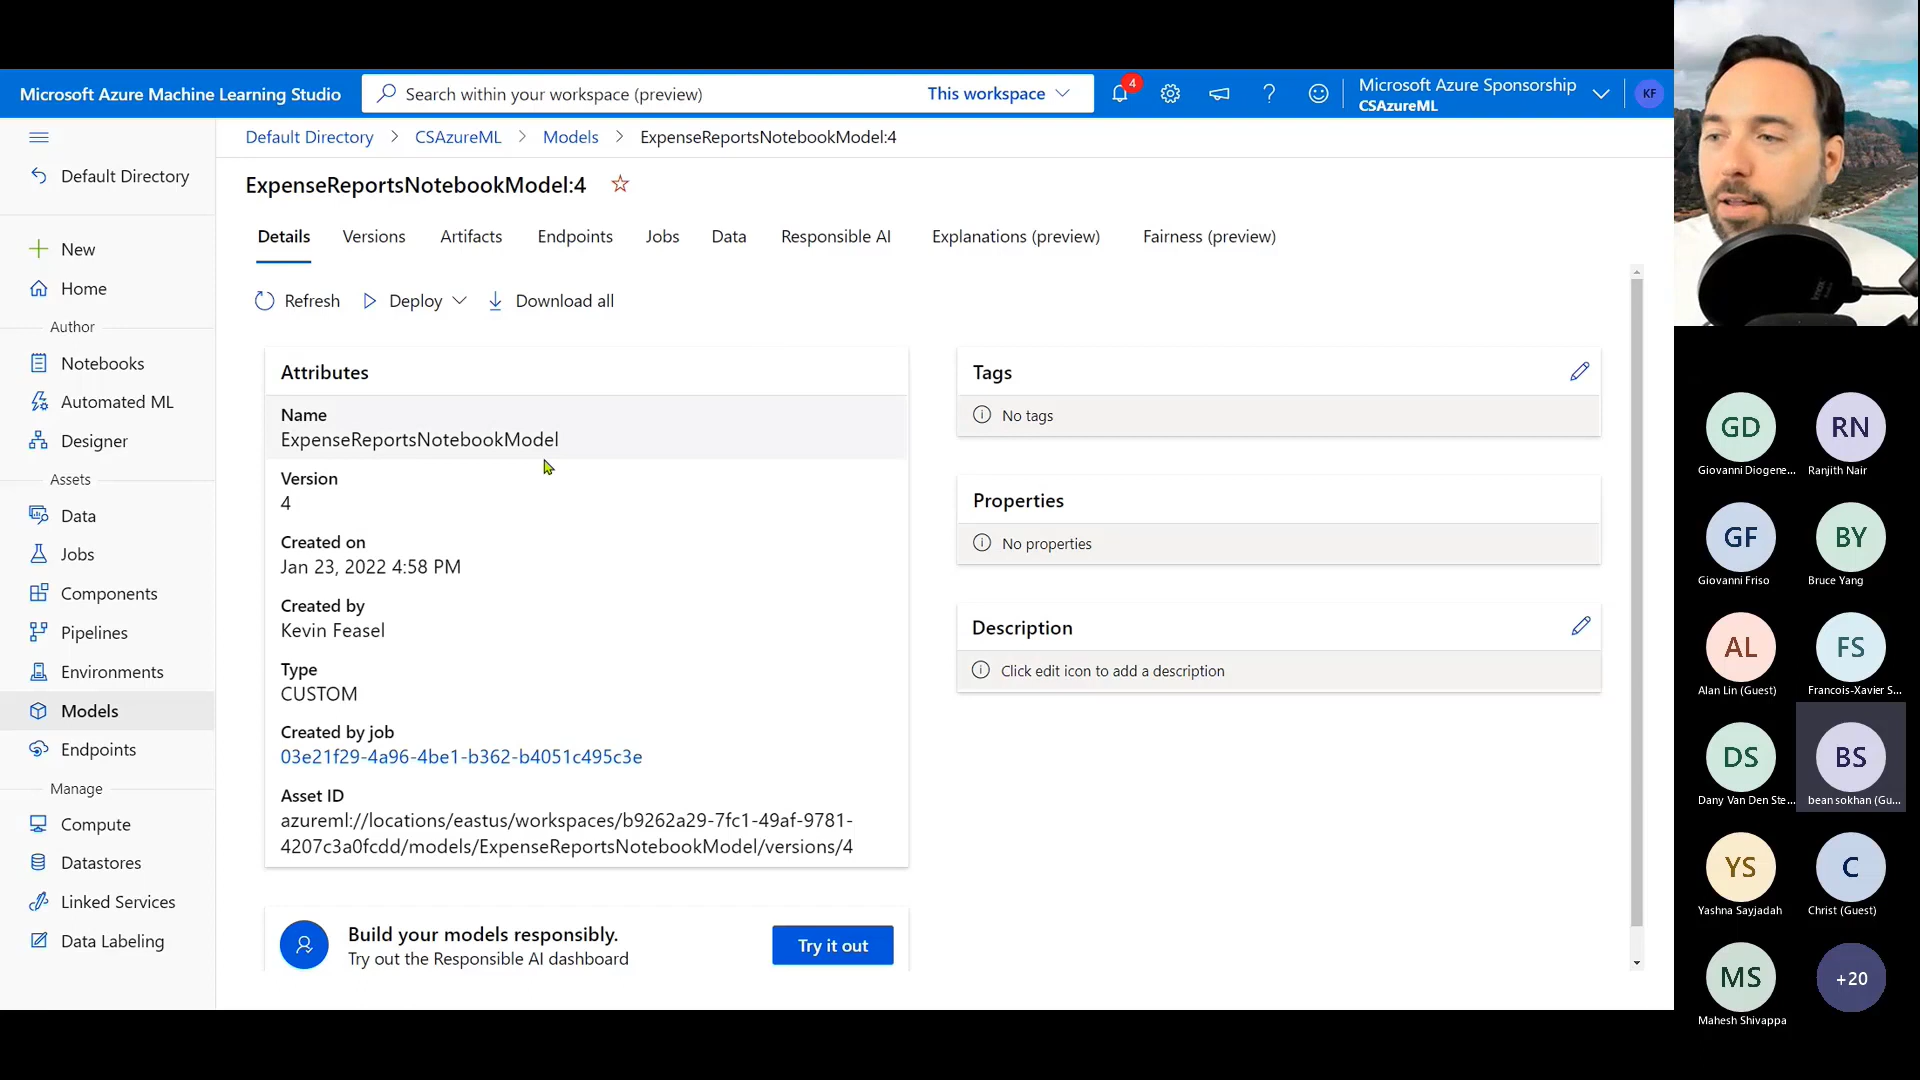 Microsoft Azure Machine Learning Studio
Search within your workspace (preview)
This workspace
4
Microsoft Azure Sponsorship
CSAzureML
KF
Default Directory
New
Home
Author
Notebooks
Automated ML
Designer
Assets
Data
Jobs
Components
Pipelines
Environments
Models
Endpoints
Manage
Compute
Datastores
Linked Services
Data Labeling
Default Directory > CSAzureML > Models > ExpenseReportsNotebookModel:4
ExpenseReportsNotebookModel:4
Details Versions Artifacts Endpoints Jobs Data Responsible AI Explanations (preview) Fairness (preview)
Refresh Deploy Download all
Attributes
Name
ExpenseReportsNotebookModel
Version
4
Created on
Jan 23, 2022 4:58 PM
Created by
Kevin Feasel
Type
CUSTOM
Created by job
03e21f29-4a96-4be1-b362-b4051c495c3e
Asset ID
azureml://locations/eastus/workspaces/b9262a29-7fc1-49af-9781-
4207c3a0fcdd/models/ExpenseReportsNotebookModel/versions/4
Build your models responsibly.
Try out the Responsible AI dashboard
Try it out
Tags
No tags
Properties
No properties
Description
Click edit icon to add a description
GD
Giovanni Diogene...
RN
Ranjith Nair
GF
Giovanni Friso
BY
Bruce Yang
AL
Alan Lin (Guest)
FS
Francois-Xavier S...
DS
Dany Van Den Ste...
BS
bean sokhan (Gu...
YS
Yashna Sayjadah
C
Christ (Guest)
MS
Mahesh Shivappa
+20